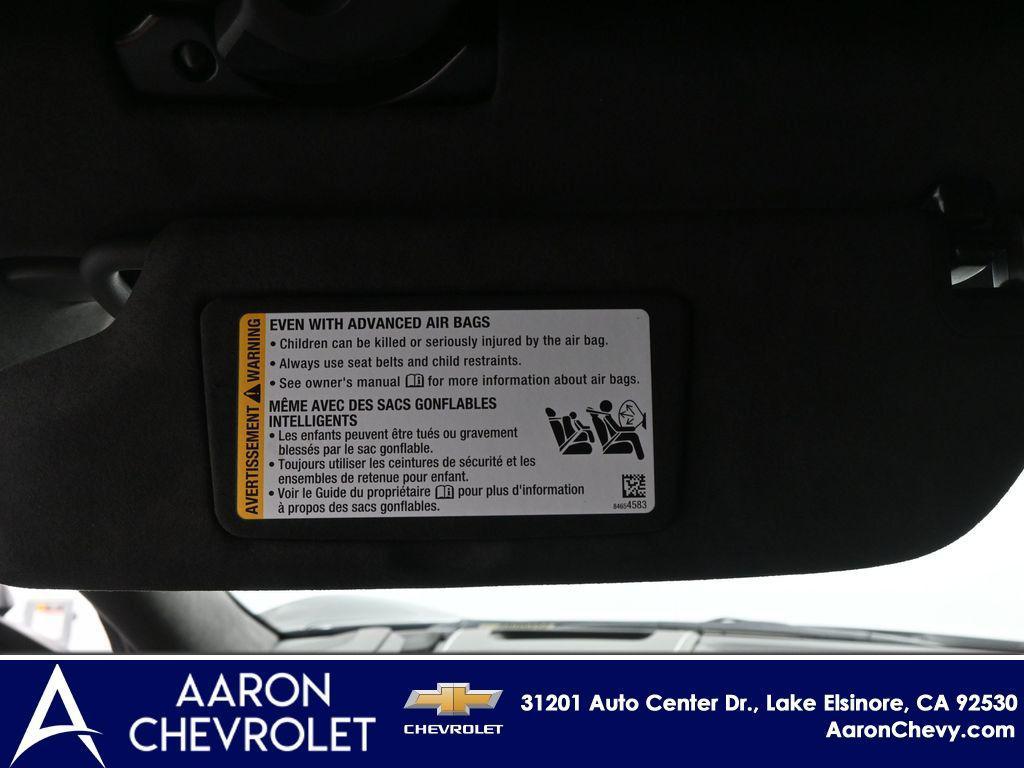 AVERTISSEMENT WARNING
EVEN WITH ADVANCED AIR BAGS
• Children can be killed or seriously injured by the air bag.
• Always use seat belts and child restraints.
• See owner's manual for more information about air bags.
MÊME AVEC DES SACS GONFLABLES
INTELLIGENTS
• Les enfants peuvent être tués ou gravement
blessés par le sac gonflable.
• Toujours utiliser les ceintures de sécurité et les
ensembles de retenue pour enfant.
• Voir le Guide du propriétaire pour plus d'information
à propos des sacs gonflables.
84654583
AARON
CHEVROLET
CHEVROLET
31201 Auto Center Dr., Lake Elsinore, CA 92530
AaronChevy.com